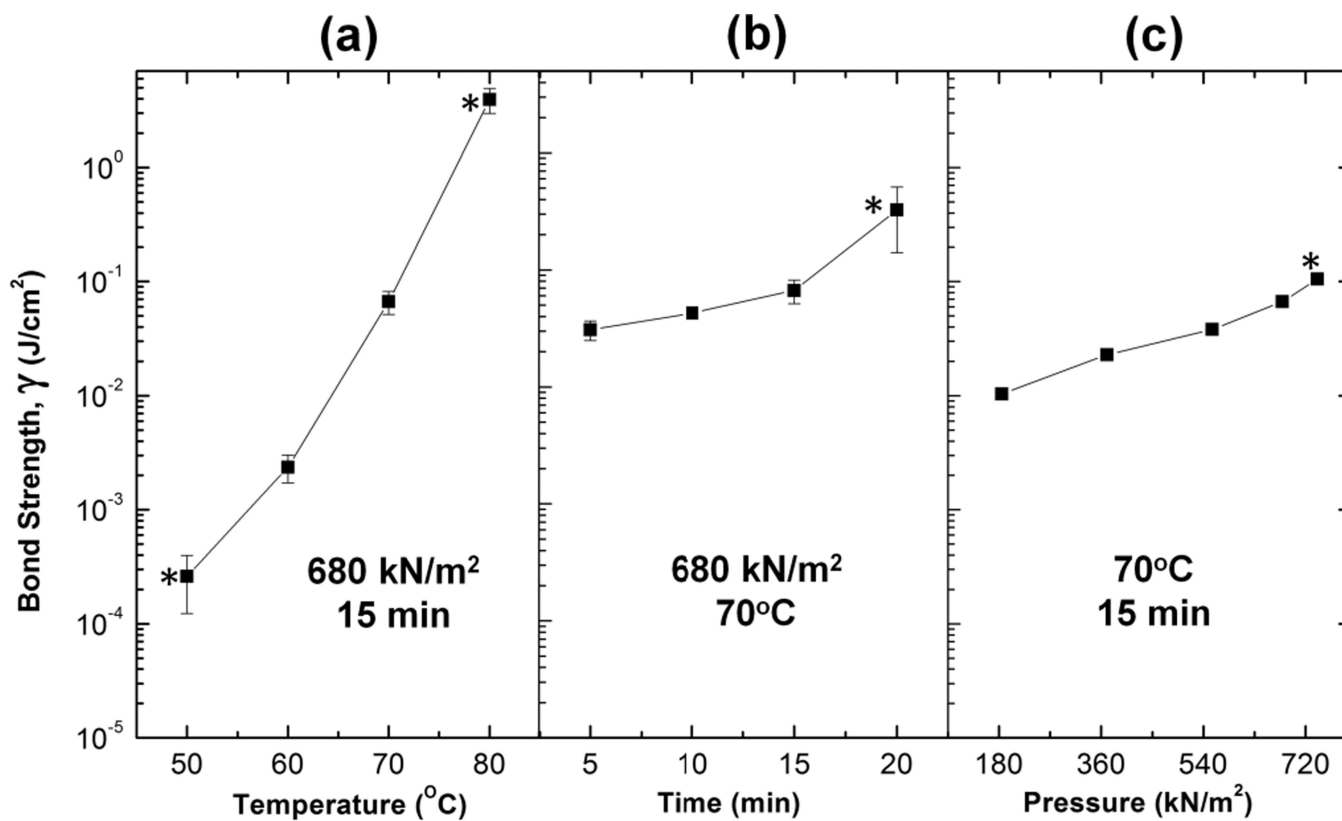 (a)
(b)
(c)
Bond Strength, γ (J/cm²)
10⁰
10⁻¹
10⁻²
10⁻³
10⁻⁴
10⁻⁵
*
*
680 kN/m²
15 min
50 60 70 80
Temperature (°C)
*
680 kN/m²
70°C
5 10 15 20
Time (min)
*
70°C
15 min
180 360 540 720
Pressure (kN/m²)